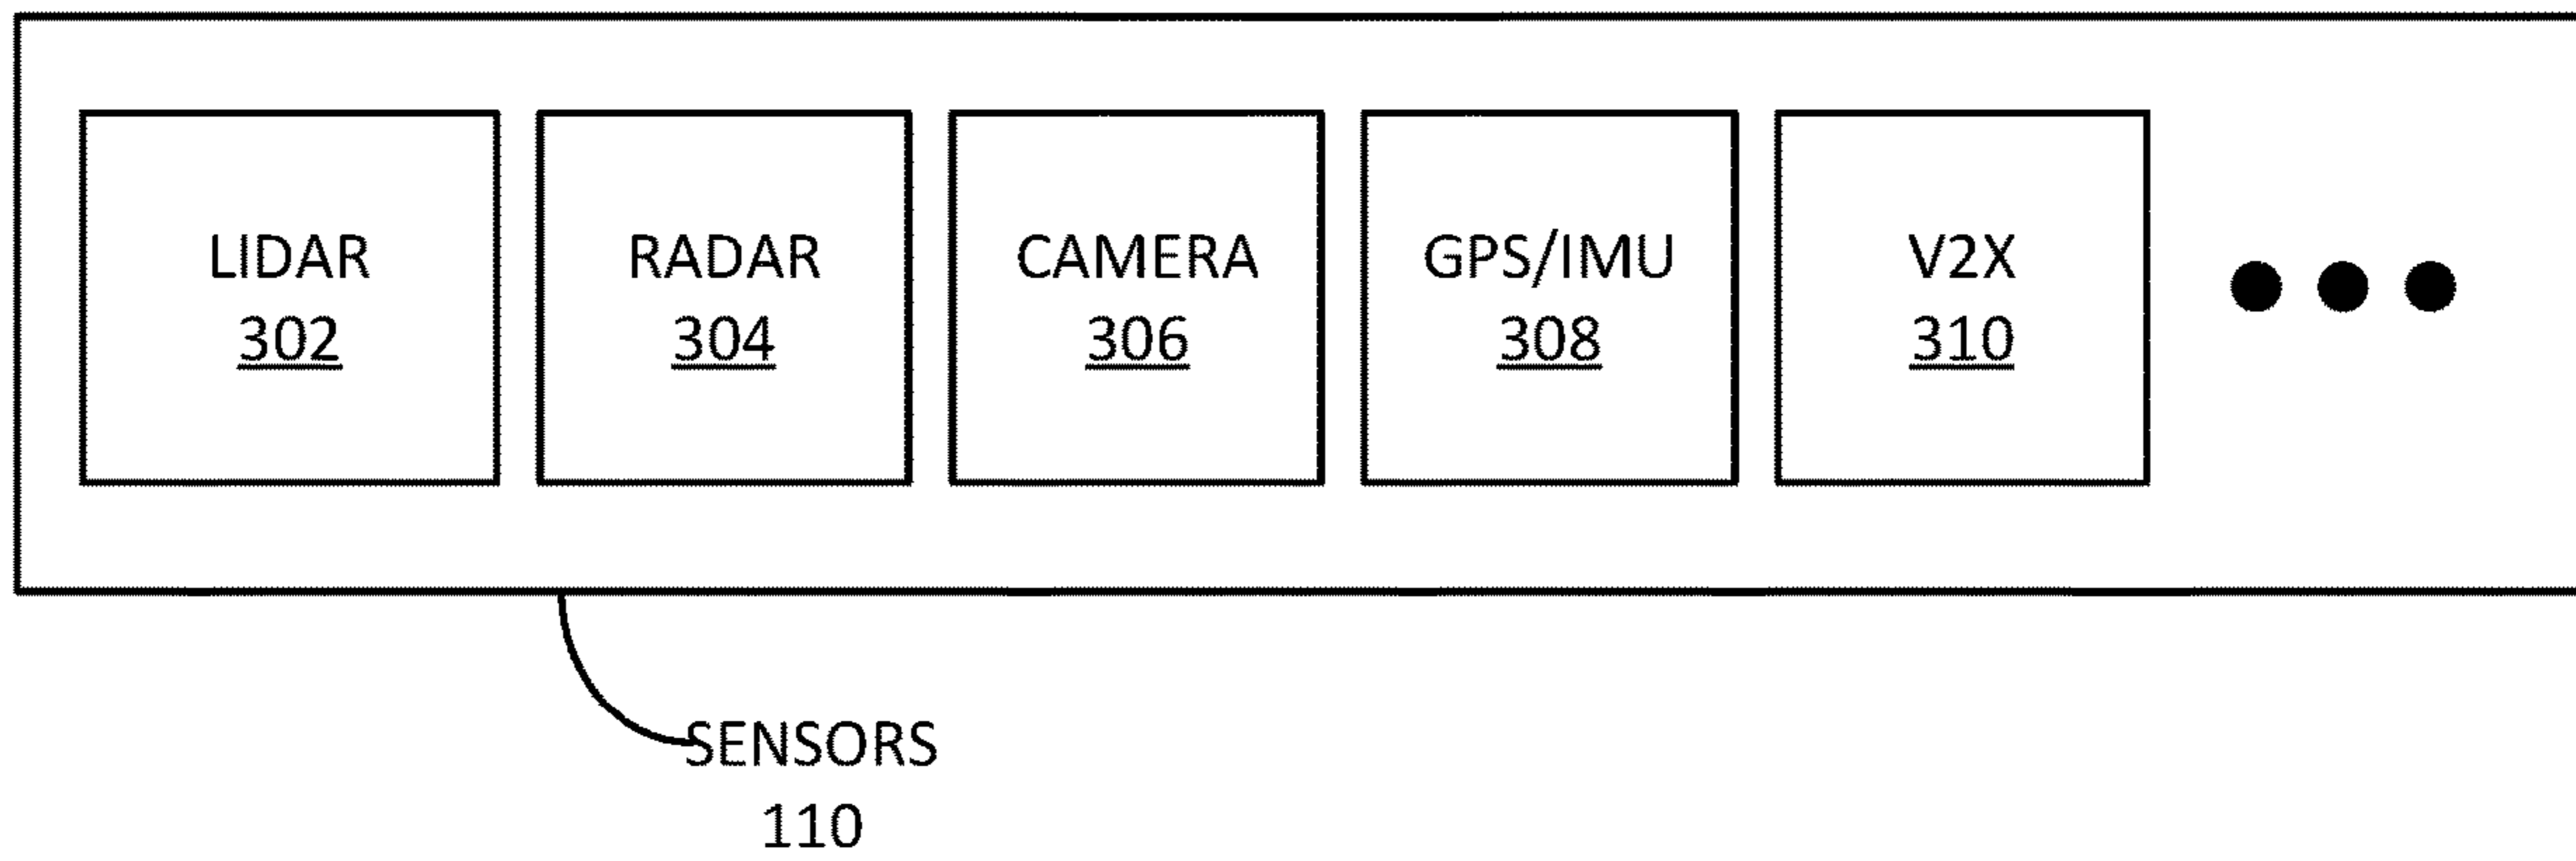 LIDAR
302
RADAR
304
CAMERA
306
GPS/IMU
308
V2X
310
SENSORS
110